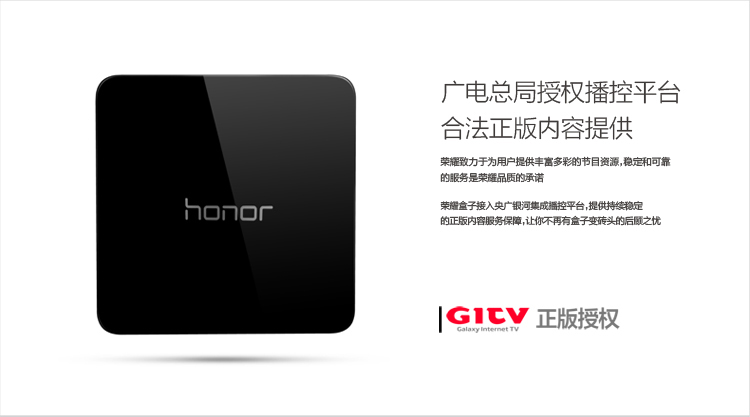 honor
广电总局授权播控平台
合法正版内容提供
荣耀致力于为用户提供丰富多彩的节目资源,稳定和可靠
的服务是荣耀品质的承诺
荣耀盒子接入央广银河集成播控平台,提供持续稳定
的正版内容服务保障,让你不再有盒子变砖头的后顾之忧
GITV 正版授权
Galaxy Internet TV